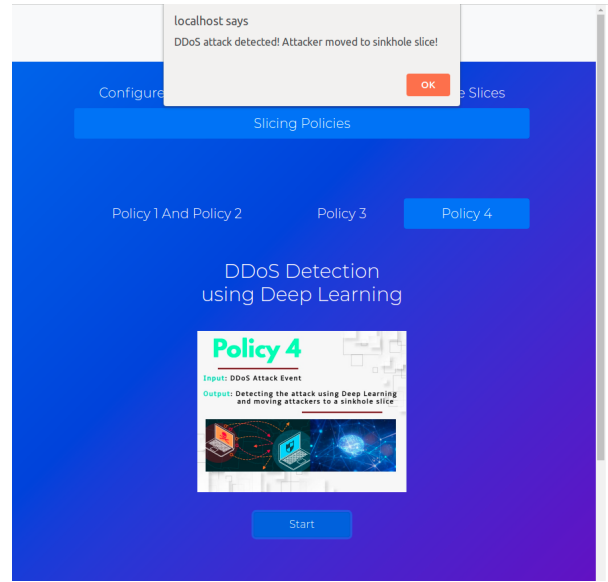 localhost says
DDoS attack detected! Attacker moved to sinkhole slice!
OK
Configure
Slices
Slicing Policies
Policy 1 And Policy 2
Policy 3
Policy 4
DDoS Detection
using Deep Learning
Policy 4
Input: DDoS Attack Event
Output: Detecting the attack using Deep Learning
and moving attackers to a sinkhole slice
Start